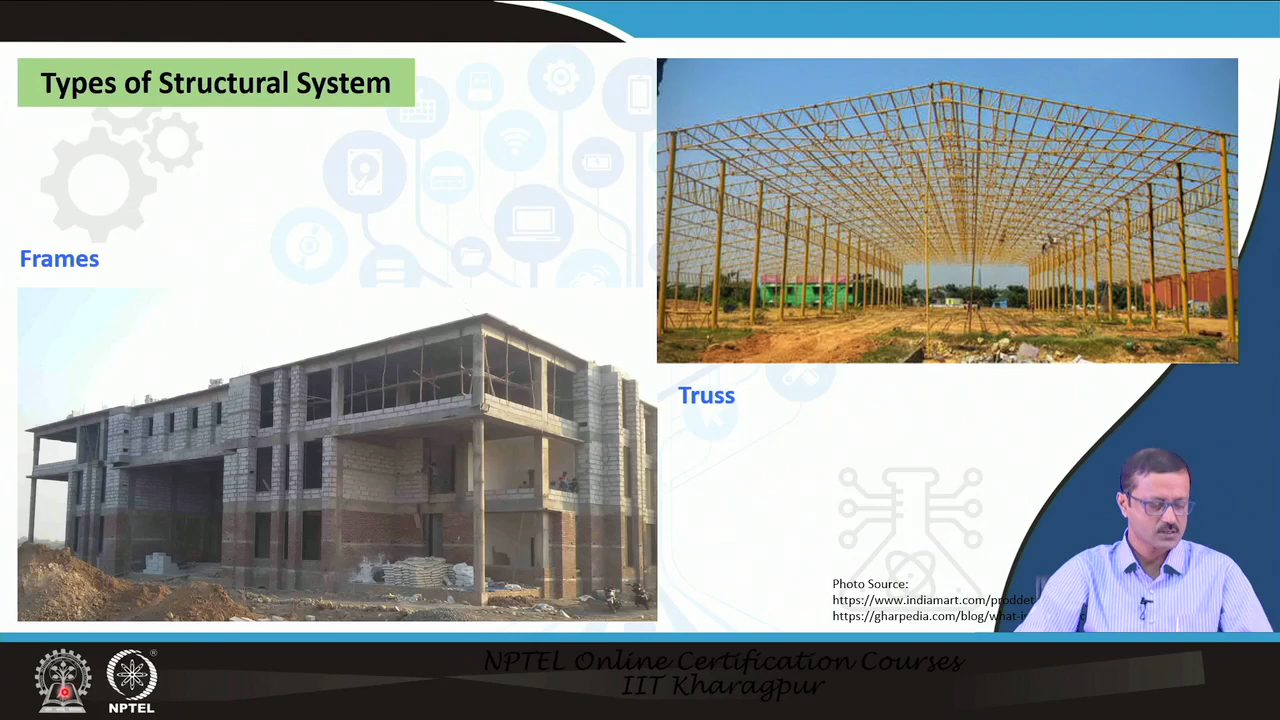 Types of Structural System
Frames
Truss
Photo Source:
https://www.indiamart.com/proddet
https://gharpedia.com/blog/what-i
NPTEL Online Certification Courses
IIT Kharagpur
NPTEL
®